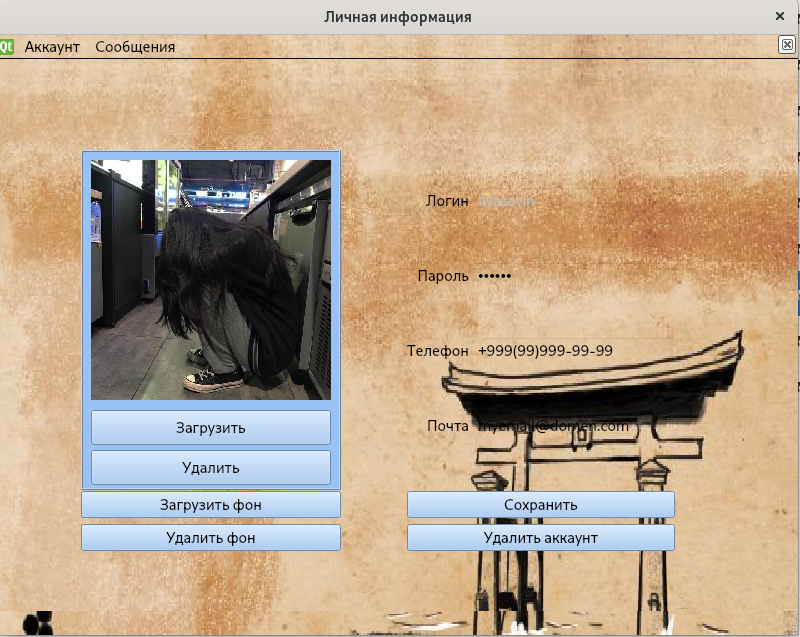 Личная информация
Qt Аккаунт Сообщения
Логин
Пароль ••••••
Телефон +999(99)999-99-99
Почта myemail@domen.com
Загрузить
Удалить
Загрузить фон
Сохранить
Удалить фон
Удалить аккаунт